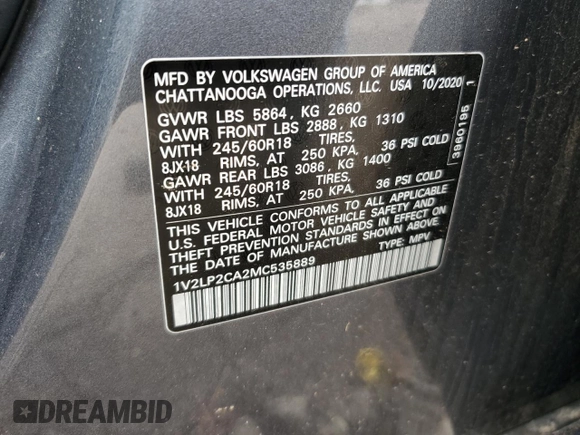 MFD BY VOLKSWAGEN GROUP OF AMERICA
CHATTANOOGA OPERATIONS, LLC. USA 10/2020
GVWR LBS 5864, KG 2660
GAWR FRONT LBS 2888, KG 1310
WITH 245/60R18 TIRES,
8JX18 RIMS, AT 250 KPA, 36 PSI COLD
GAWR REAR LBS 3086, KG 1400
WITH 245/60R18 TIRES,
8JX18 RIMS, AT 250 KPA, 36 PSI COLD
THIS VEHICLE CONFORMS TO ALL APPLICABLE
U.S. FEDERAL MOTOR VEHICLE SAFETY AND
THEFT PREVENTION STANDARDS IN EFFECT ON
THE DATE OF MANUFACTURE SHOWN ABOVE.
1V2LP2CA2MC535889 TYPE: MPV
3960195 1
DREAMBID